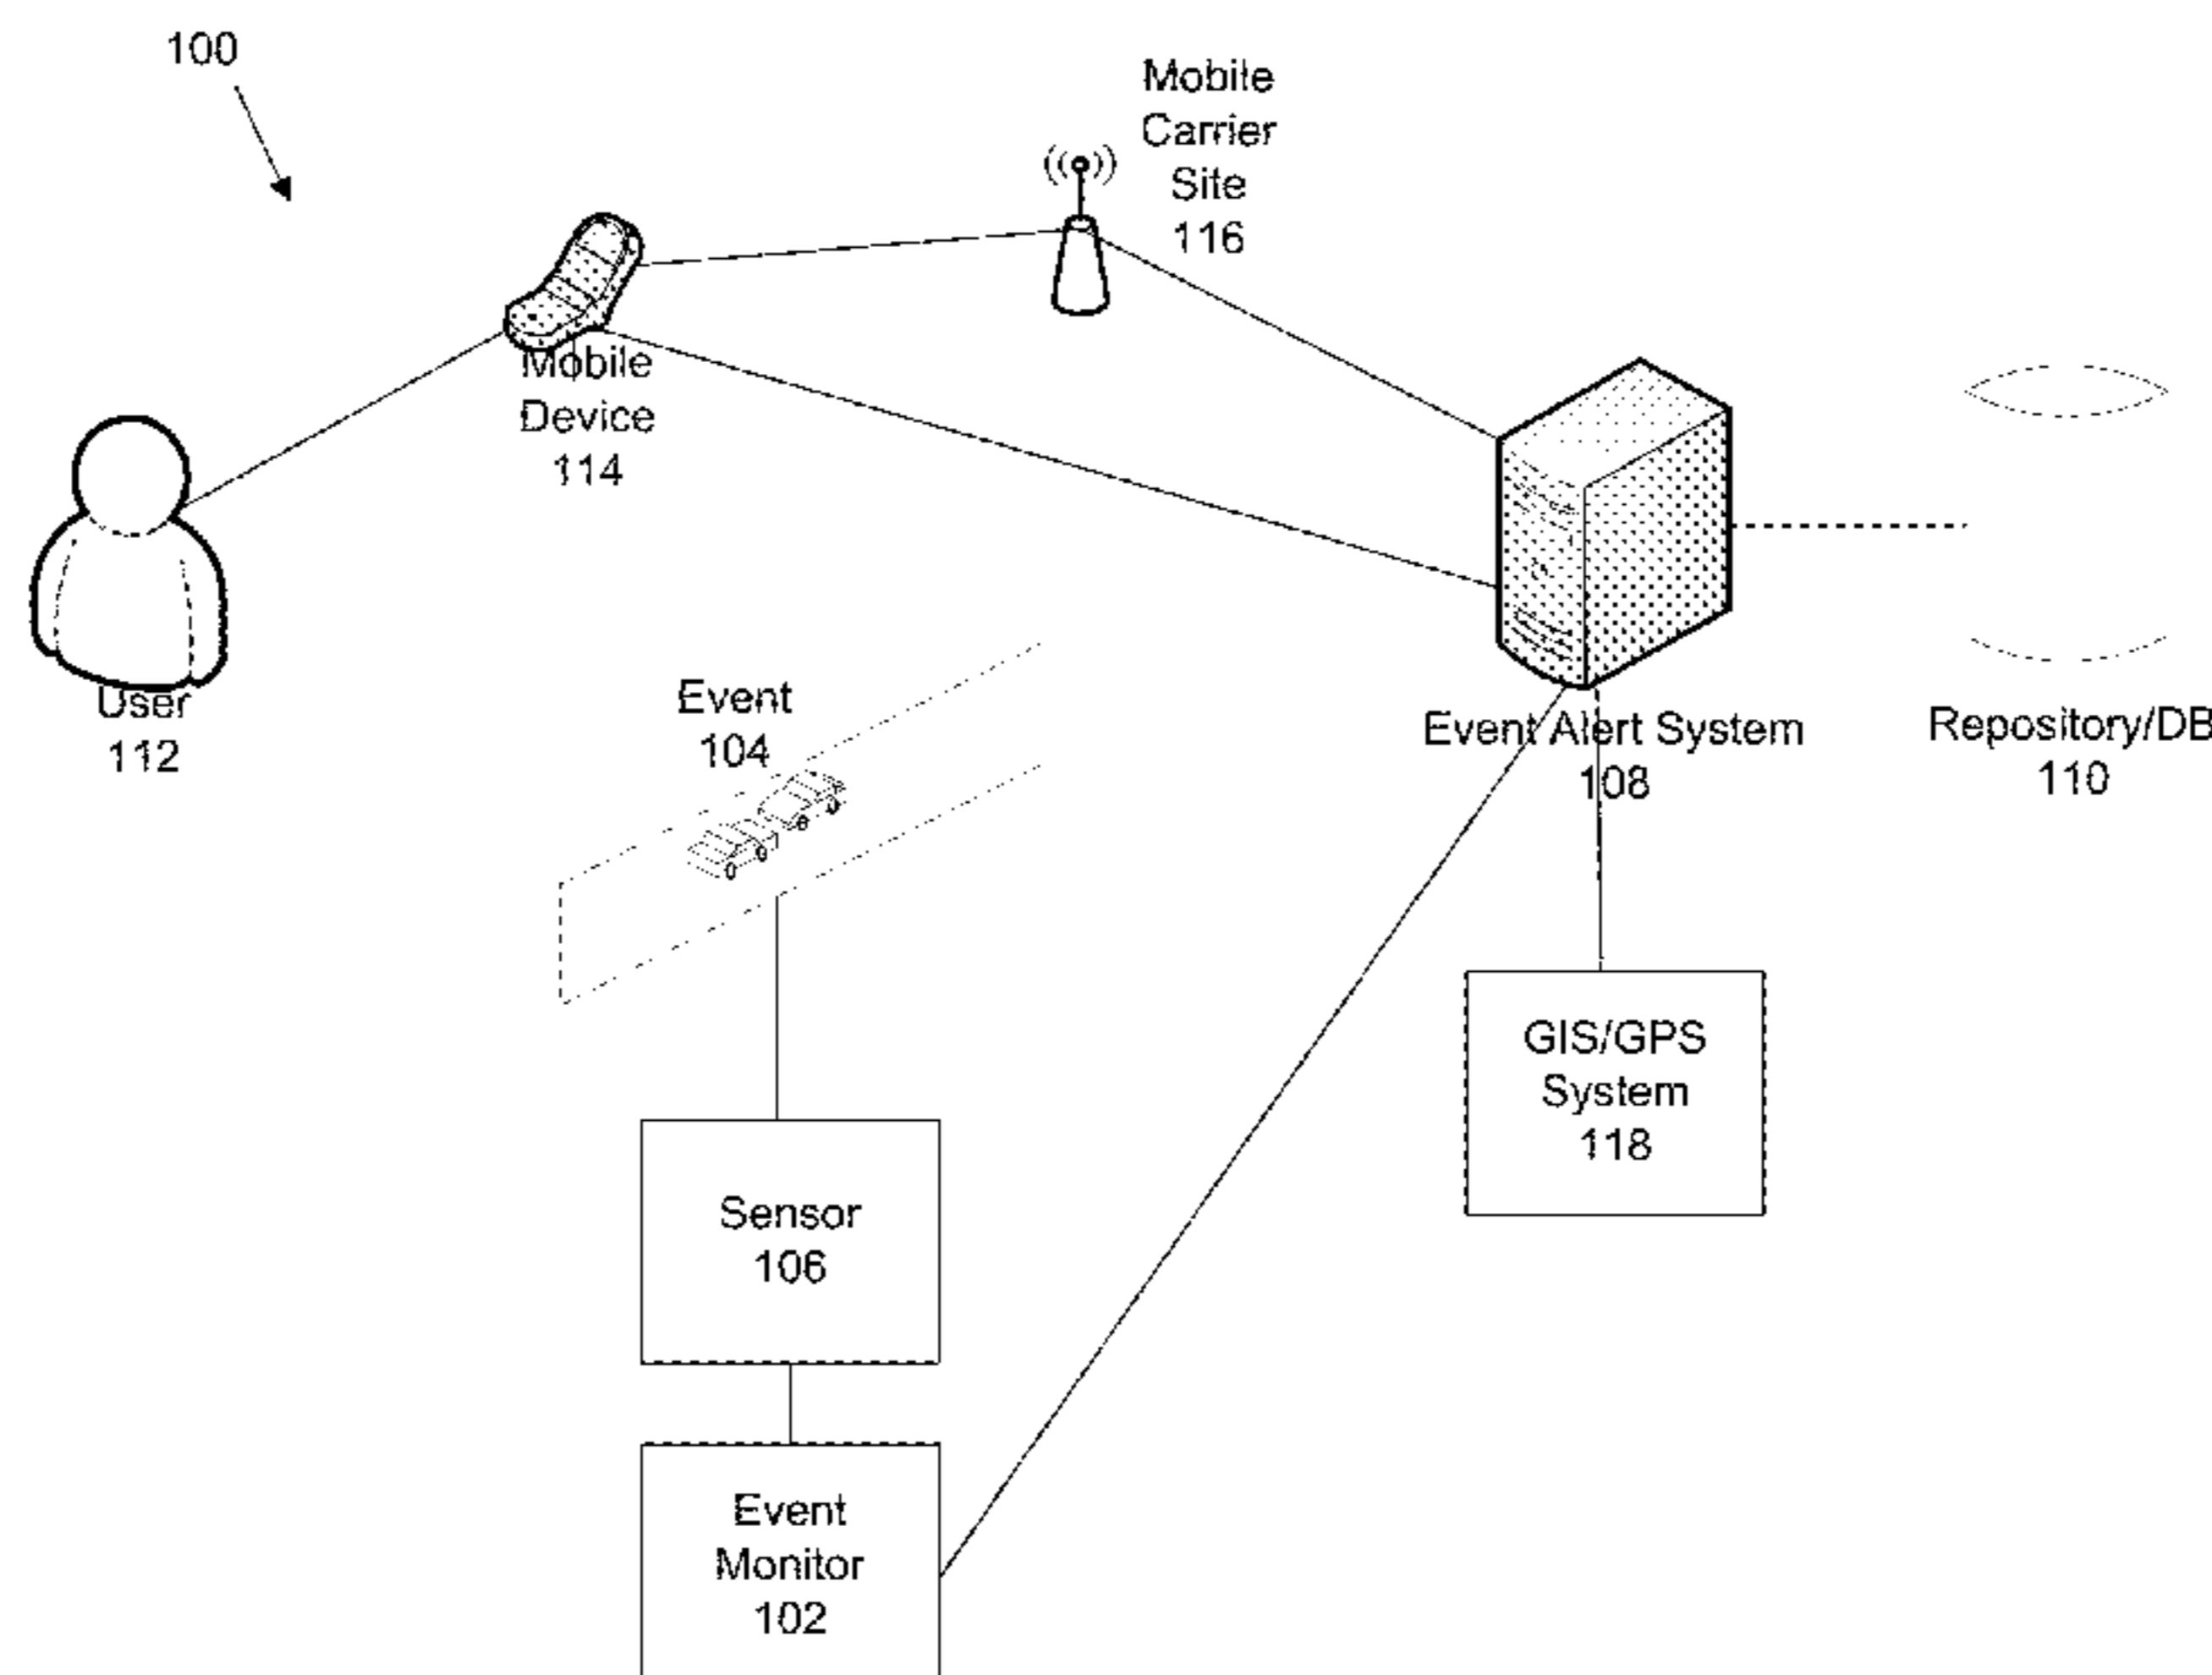 100
Mobile
Carrier
Site
116
Mobile
Device
114
User
112
Event
104
Event Alert System
108
Repository/DB
110
GIS/GPS
System
118
Sensor
106
Event
Monitor
102